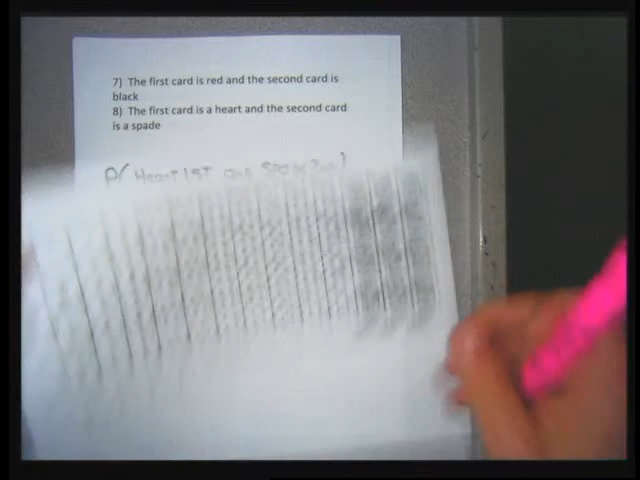 7) The first card is red and the second card is
black
8) The first card is a heart and the second card
is a spade
P( Heart 1st and Spade 2nd )